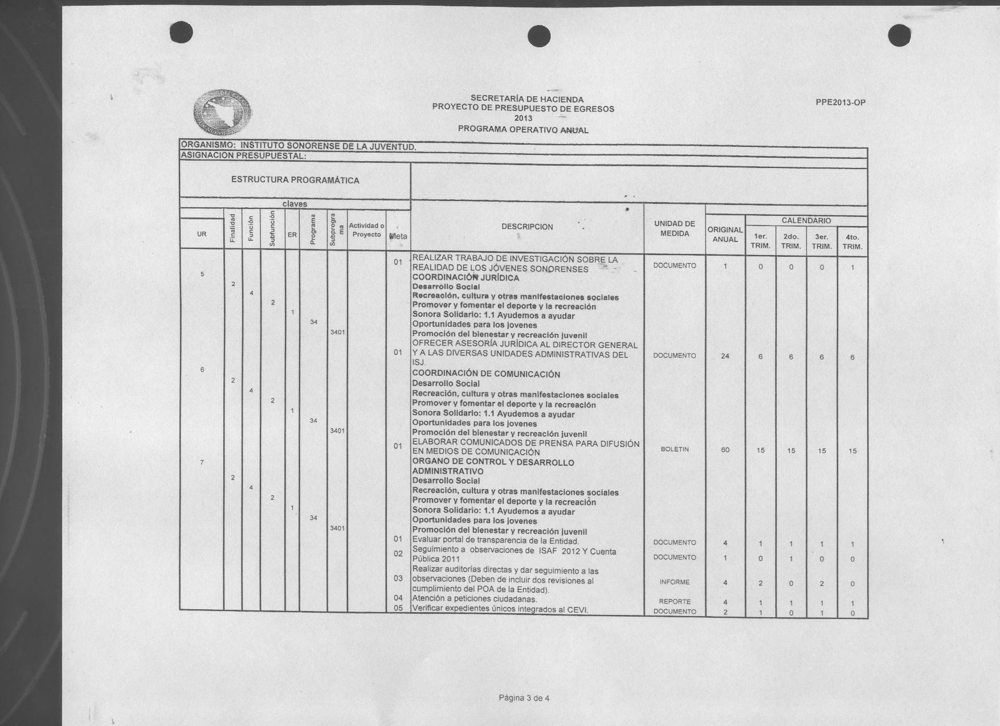 SECRETARÍA DE HACIENDA
PROYECTO DE PRESUPUESTO DE EGRESOS
2013
PROGRAMA OPERATIVO ANUAL
PPE2013-OP
ORGANISMO: INSTITUTO SONORENSE DE LA JUVENTUD.
ASIGNACION PRESUPUESTAL:
ESTRUCTURA PROGRAMÁTICA
claves
UR Finalidad Función Subfunción ER Programa Subprograma Actividad o Proyecto Meta DESCRIPCION UNIDAD DE MEDIDA ORIGINAL ANUAL CALENDARIO
1er. TRIM. 2do. TRIM. 3er. TRIM. 4to. TRIM.
01 REALIZAR TRABAJO DE INVESTIGACIÓN SOBRE LA
REALIDAD DE LOS JÓVENES SONORENSES DOCUMENTO 1 0 0 0 1
5 COORDINACIÓN JURÍDICA
2 Desarrollo Social
4 Recreación, cultura y otras manifestaciones sociales
2 Promover y fomentar el deporte y la recreación
1 Sonora Solidario: 1.1 Ayudemos a ayudar
34 Oportunidades para los jovenes
3401 Promoción del bienestar y recreación juvenil
OFRECER ASESORÍA JURÍDICA AL DIRECTOR GENERAL
01 Y A LAS DIVERSAS UNIDADES ADMINISTRATIVAS DEL DOCUMENTO 24 6 6 6 6
ISJ.
6 COORDINACIÓN DE COMUNICACIÓN
2 Desarrollo Social
4 Recreación, cultura y otras manifestaciones sociales
2 Promover y fomentar el deporte y la recreación
1 Sonora Solidario: 1.1 Ayudemos a ayudar
34 Oportunidades para los jovenes
3401 Promoción del bienestar y recreación juvenil
01 ELABORAR COMUNICADOS DE PRENSA PARA DIFUSIÓN
EN MEDIOS DE COMUNICACIÓN BOLETIN 60 15 15 15 15
7 ORGANO DE CONTROL Y DESARROLLO
ADMINISTRATIVO
2 Desarrollo Social
4 Recreación, cultura y otras manifestaciones sociales
2 Promover y fomentar el deporte y la recreación
1 Sonora Solidario: 1.1 Ayudemos a ayudar
34 Oportunidades para los jovenes
3401 Promoción del bienestar y recreación juvenil
01 Evaluar portal de transparencia de la Entidad. DOCUMENTO 4 1 1 1 1
02 Seguimiento a observaciones de ISAF 2012 Y Cuenta
Pública 2011 DOCUMENTO 1 0 1 0 0
Realizar auditorías directas y dar seguimiento a las
03 observaciones (Deben de incluir dos revisiones al INFORME 4 2 0 2 0
cumplimiento del POA de la Entidad).
04 Atención a peticiones ciudadanas. REPORTE 4 1 1 1 1
05 Verificar expedientes únicos integrados al CEVI. DOCUMENTO 2 1 0 1 0
Página 3 de 4